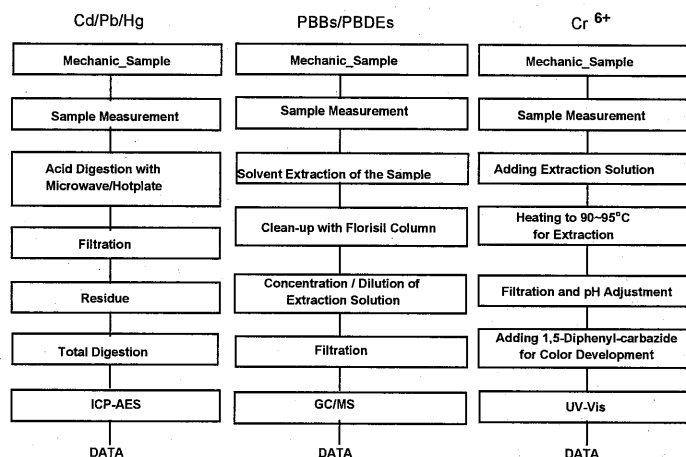 Cd/Pb/Hg
Mechanic_Sample
Sample Measurement
Acid Digestion with
Microwave/Hotplate
Filtration
Residue
Total Digestion
ICP-AES
DATA
PBBs/PBDEs
Mechanic_Sample
Sample Measurement
Solvent Extraction of the Sample
Clean-up with Florisil Column
Concentration / Dilution of
Extraction Solution
Filtration
GC/MS
DATA
Cr 6+
Mechanic_Sample
Sample Measurement
Adding Extraction Solution
Heating to 90~95°C
for Extraction
Filtration and pH Adjustment
Adding 1,5-Diphenyl-carbazide
for Color Development
UV-Vis
DATA